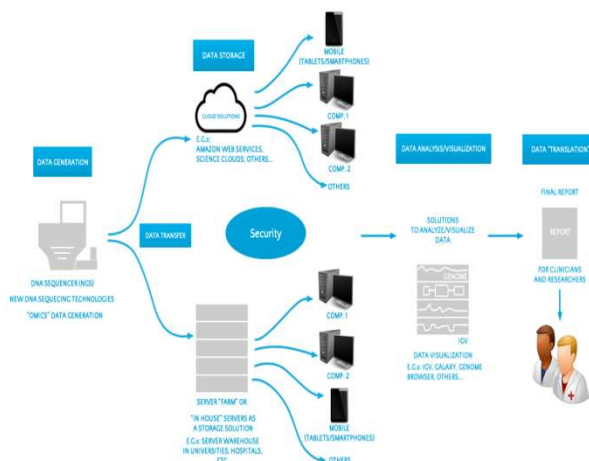 DATA STORAGE
MOBILE
(TABLETS/SMARTPHONES)
CLOUD SOLUTIONS
COMP. 1
E.G.s:
AMAZON WEB SERVICES,
SCIENCE CLOUDS, OTHERS...
COMP. 2
OTHERS
DATA GENERATION
DNA SEQUENCER (NGS)
NEW DNA SEQUECING TECHNOLOGIES
"OMICS" DATA GENERATION
DATA TRANSFER
Security
COMP. 1
COMP. 2
MOBILE
(TABLETS/SMARTPHONES)
OTHERS
SERVER "FARM" OR
"IN HOUSE" SERVERS AS
A STORAGE SOLUTION
E.G.s: SERVER WAREHOUSE
IN UNIVERSITIES, HOSPITALS,
ETC
DATA ANALYSIS/VISUALIZATION
SOLUTIONS
TO ANALYZE/VISUALIZE
DATA
GENOME
IGV
DATA VISUALIZATION
E.G.s: IGV, GALAXY, GENOME
BROWSER, OTHERS...
DATA "TRANSLATION"
FINAL REPORT
REPORT
FOR CLINICIANS
AND RESEARCHERS